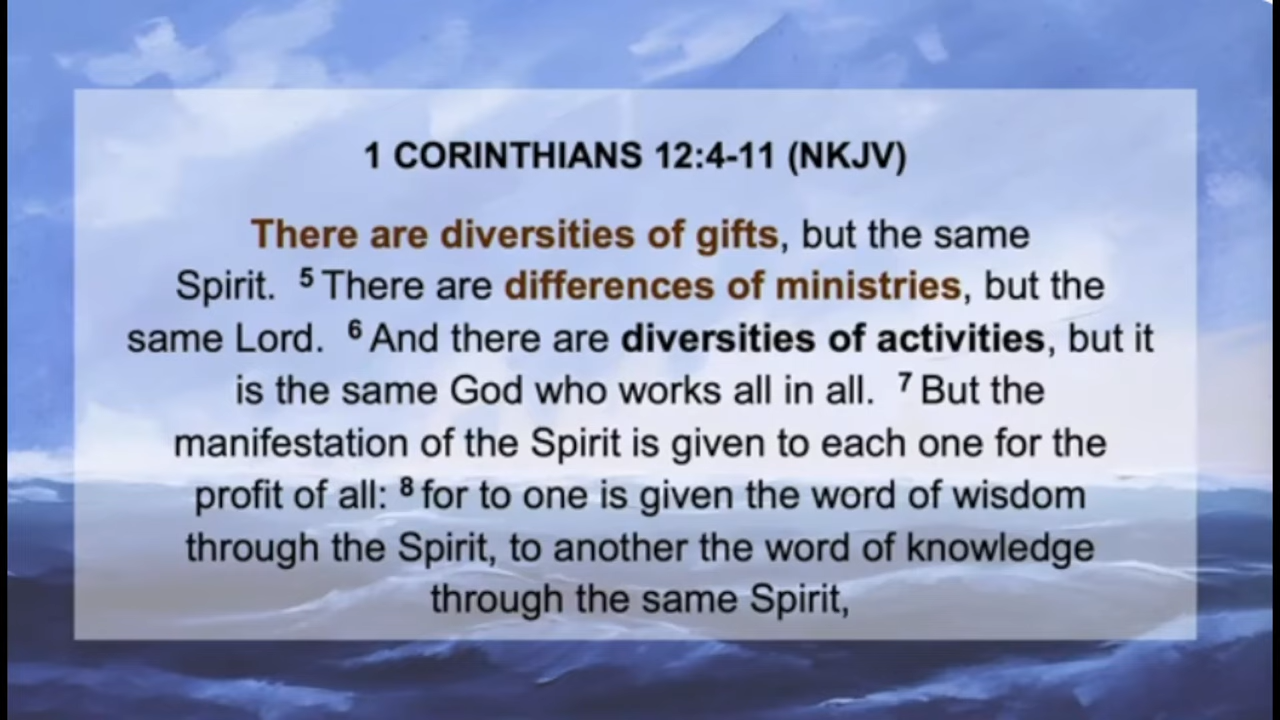 1 CORINTHIANS 12:4-11 (NKJV)
There are diversities of gifts, but the same
Spirit. 5 There are differences of ministries, but the
same Lord. 6 And there are diversities of activities, but it
is the same God who works all in all. 7 But the
manifestation of the Spirit is given to each one for the
profit of all: 8 for to one is given the word of wisdom
through the Spirit, to another the word of knowledge
through the same Spirit,